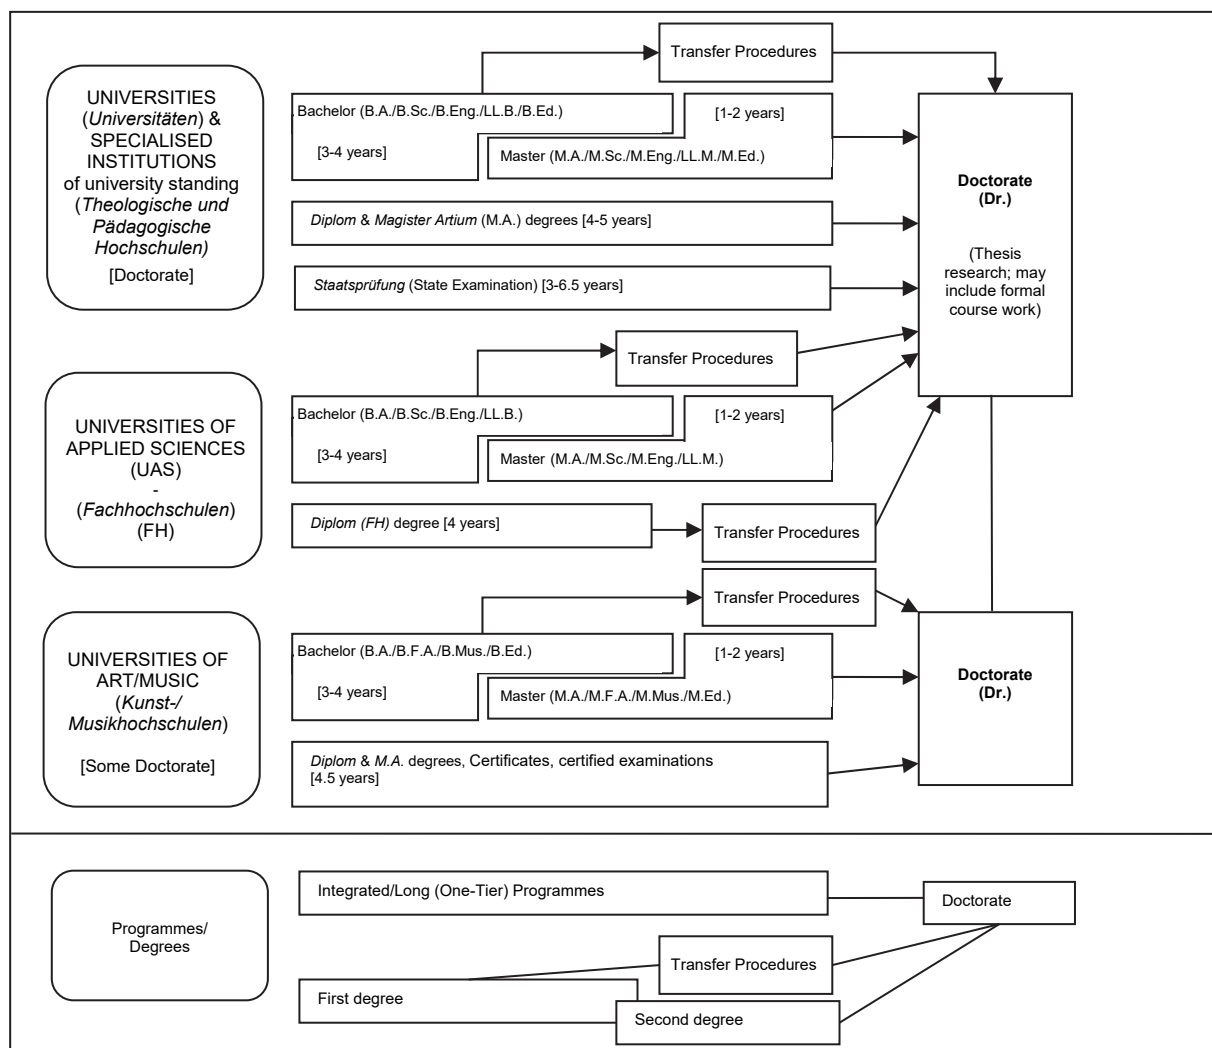 Transfer Procedures
UNIVERSITIES
(Universitäten) &
SPECIALISED
INSTITUTIONS
of university standing
(Theologische und
Pädagogische
Hochschulen)
[Doctorate]
Bachelor (B.A./B.Sc./B.Eng./LL.B./B.Ed.)
[1-2 years]
[3-4 years]
Master (M.A./M.Sc./M.Eng./LL.M./M.Ed.)
Diplom & Magister Artium (M.A.) degrees [4-5 years]
Staatsprüfung (State Examination) [3-6.5 years]
Doctorate
(Dr.)
(Thesis
research; may
include formal
course work)
Transfer Procedures
UNIVERSITIES OF
APPLIED SCIENCES
(UAS)
-
(Fachhochschulen)
(FH)
Bachelor (B.A./B.Sc./B.Eng./LL.B.)
[1-2 years]
[3-4 years]
Master (M.A./M.Sc./M.Eng./LL.M.)
Diplom (FH) degree [4 years]
Transfer Procedures
Transfer Procedures
UNIVERSITIES OF
ART/MUSIC
(Kunst-/
Musikhochschulen)
[Some Doctorate]
Bachelor (B.A./B.F.A./B.Mus./B.Ed.)
[1-2 years]
[3-4 years]
Master (M.A./M.F.A./M.Mus./M.Ed.)
Diplom & M.A. degrees, Certificates, certified examinations
[4.5 years]
Doctorate
(Dr.)
Programmes/
Degrees
Integrated/Long (One-Tier) Programmes
Doctorate
Transfer Procedures
First degree
Second degree